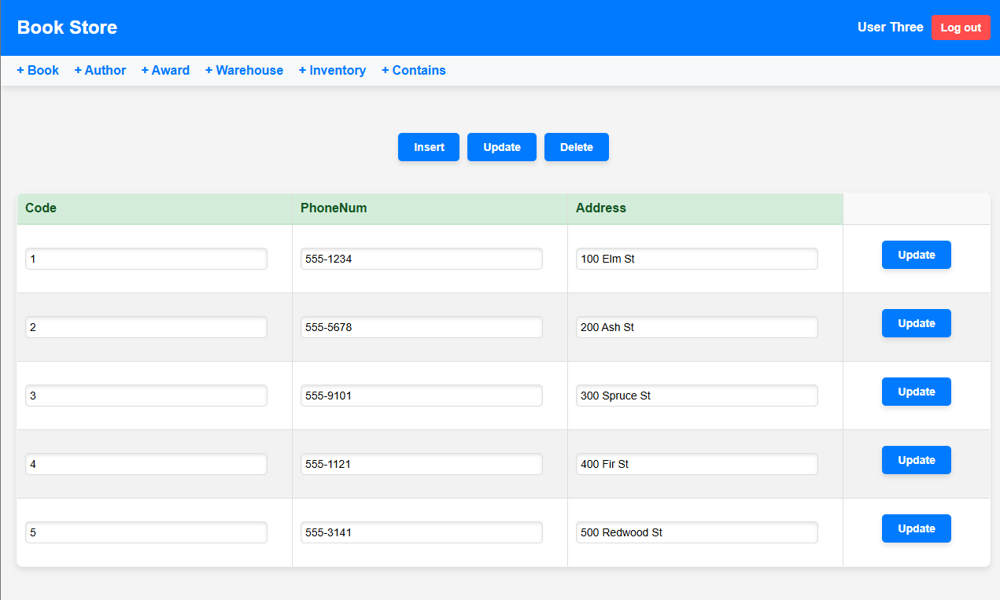 Book Store
User Three Log out
+ Book + Author + Award + Warehouse + Inventory + Contains
Insert Update Delete
Code PhoneNum Address
1 555-1234 100 Elm St Update
2 555-5678 200 Ash St Update
3 555-9101 300 Spruce St Update
4 555-1121 400 Fir St Update
5 555-3141 500 Redwood St Update